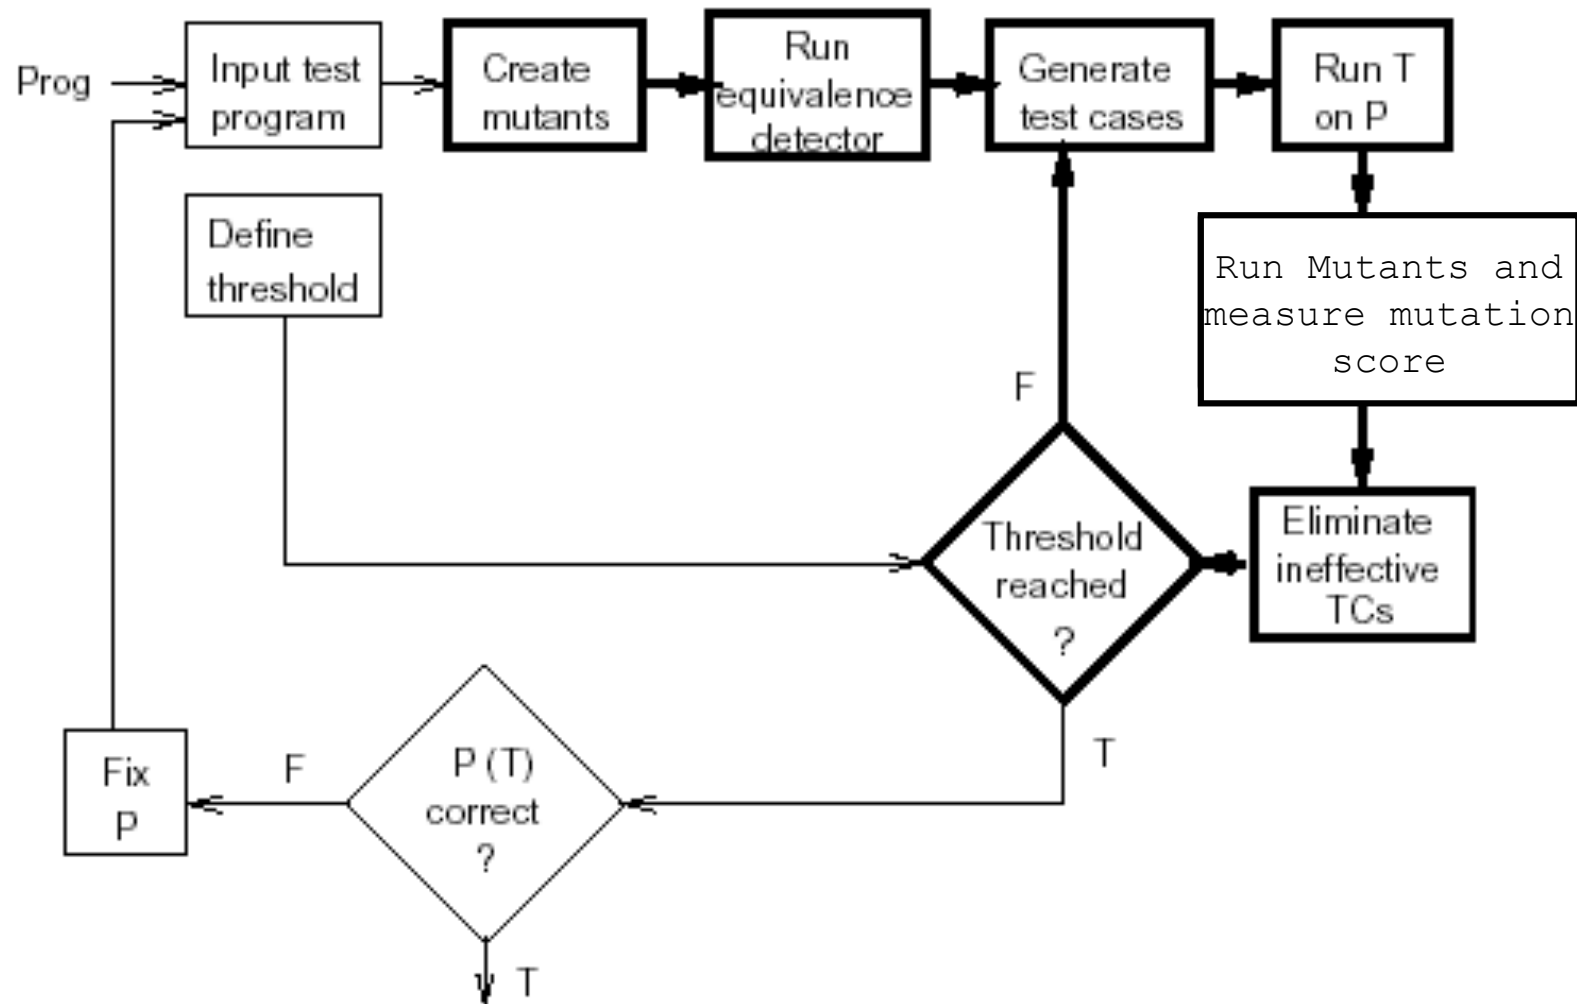 Prog
Input test
program
Create
mutants
Run
equivalence
detector
Generate
test cases
Run T
on P
Define
threshold
Run Mutants and
measure mutation
score
F
Threshold
reached
?
Eliminate
ineffective
TCs
T
P (T)
correct
?
F
Fix
P
T